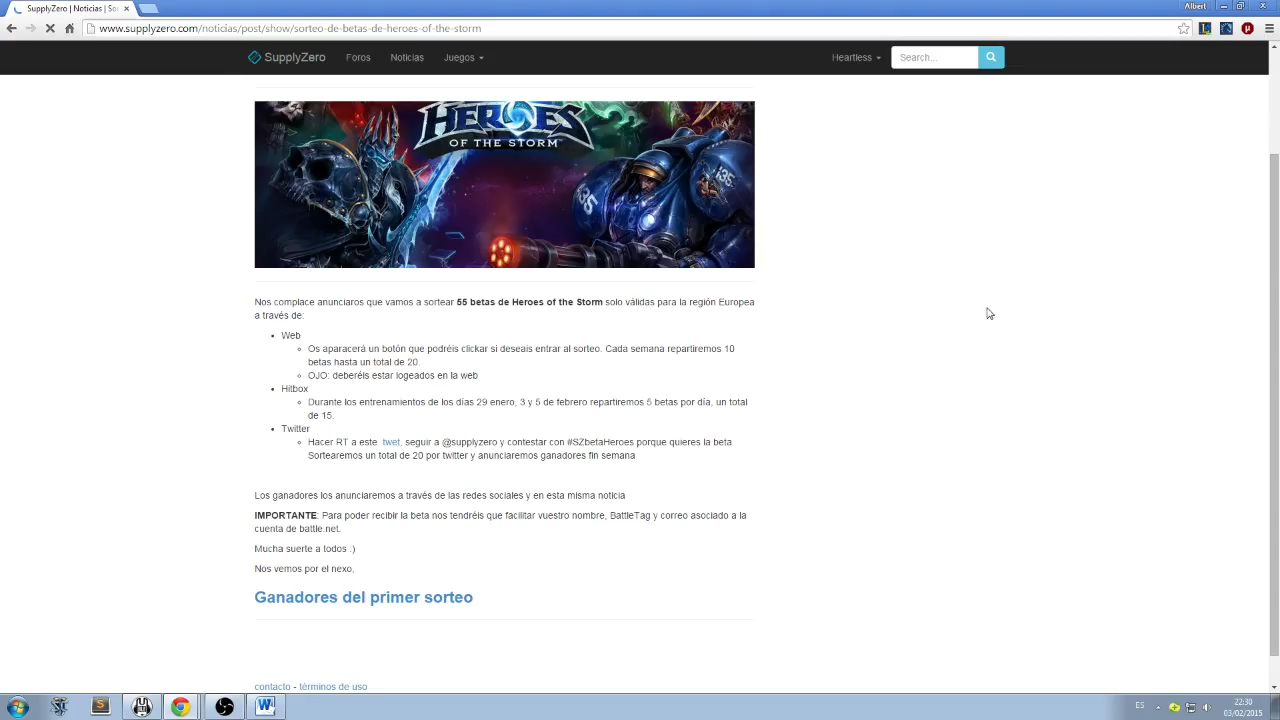 SupplyZero | Noticias | Sor
Albert
www.supplyzero.com/noticias/post/show/sorteo-de-betas-de-heroes-of-the-storm
SupplyZero Foros Noticias Juegos Heartless Search...
HEROES
OF THE STORM
35
Nos complace anunciaros que vamos a sortear 55 betas de Heroes of the Storm solo válidas para la región Europea
a través de:
Web
Os aparacerá un botón que podréis clickar si deseais entrar al sorteo. Cada semana repartiremos 10
betas hasta un total de 20.
OJO: deberéis estar logeados en la web
Hitbox
Durante los entrenamientos de los días 29 enero, 3 y 5 de febrero repartiremos 5 betas por día, un total
de 15.
Twitter
Hacer RT a este twet, seguir a @supplyzero y contestar con #SZbetaHeroes porque quieres la beta.
Sortearemos un total de 20 por twitter y anunciaremos ganadores fin semana
Los ganadores los anunciaremos a través de las redes sociales y en esta misma noticia
IMPORTANTE: Para poder recibir la beta nos tendréis que facilitar vuestro nombre, BattleTag y correo asociado a la
cuenta de battle.net.
Mucha suerte a todos :)
Nos vemos por el nexo,
Ganadores del primer sorteo
contacto - términos de uso
ES
22:30
03/02/2015